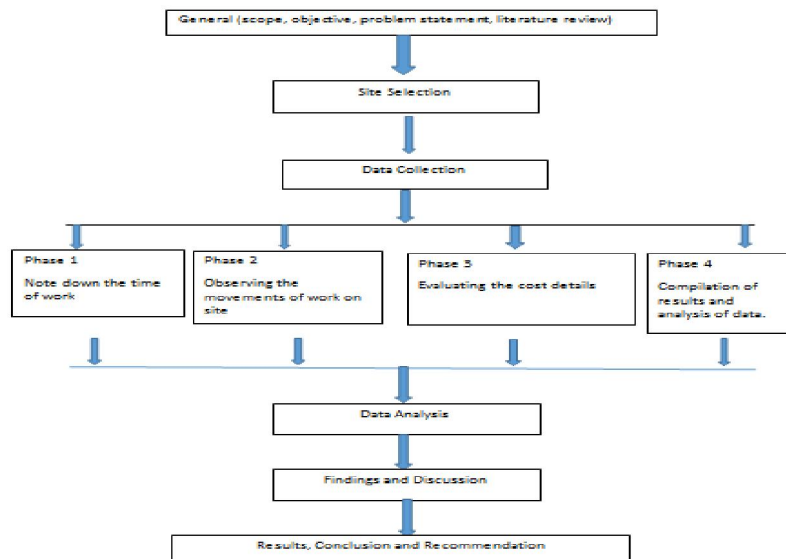 General (scope, objective, problem statement, literature review)
Site Selection
Data Collection
Phase 1
Note down the time
of work
Phase 2
Observing the
movements of work on
site
Phase 3
Evaluating the cost details
Phase 4
Compilation of
results and
analysis of data.
Data Analysis
Findings and Discussion
Results, Conclusion and Recommendation